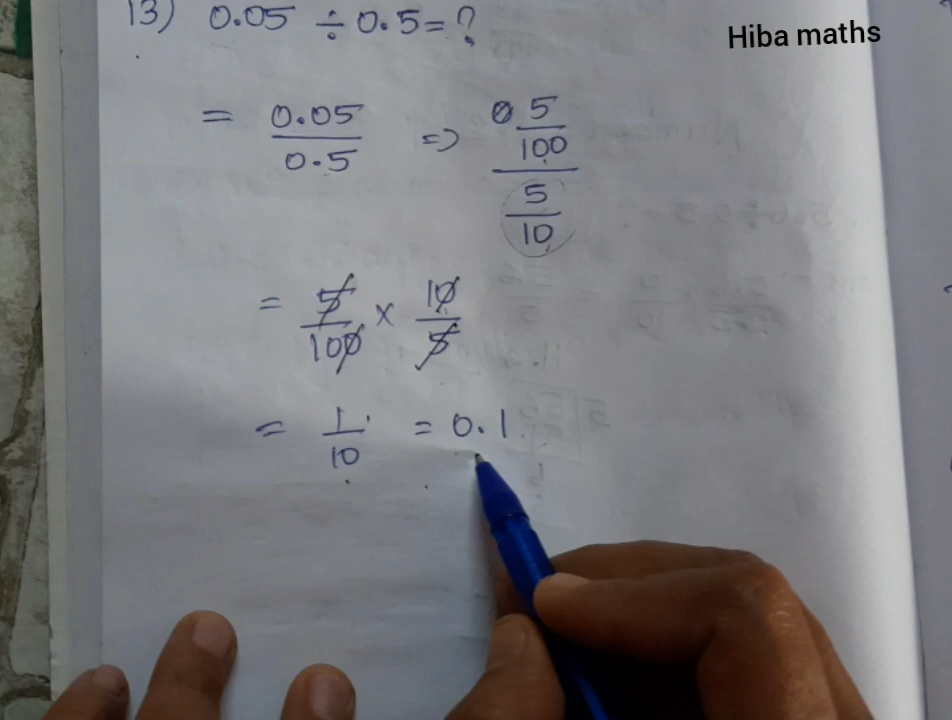 13) 0.05 ÷ 0.5 = ?
Hiba maths
= 0.05/0.5 => (5/100)/(5/10)
= 5/100 × 10/5
= 1/10 = 0.1